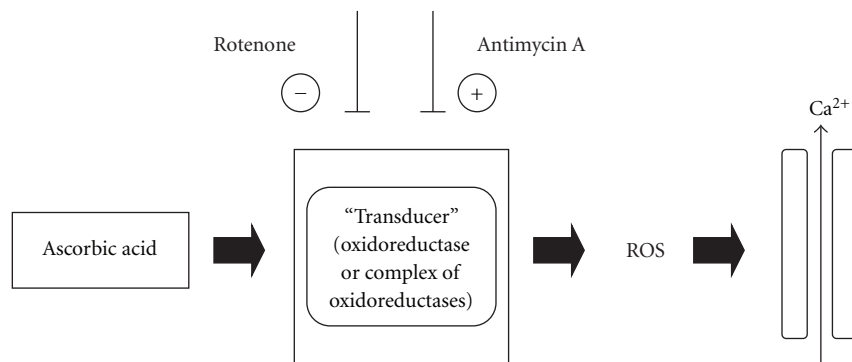 Rotenone
Antimycin A
−
+
Ca²⁺
Ascorbic acid
“Transducer”
(oxidoreductase
or complex of
oxidoreductases)
ROS